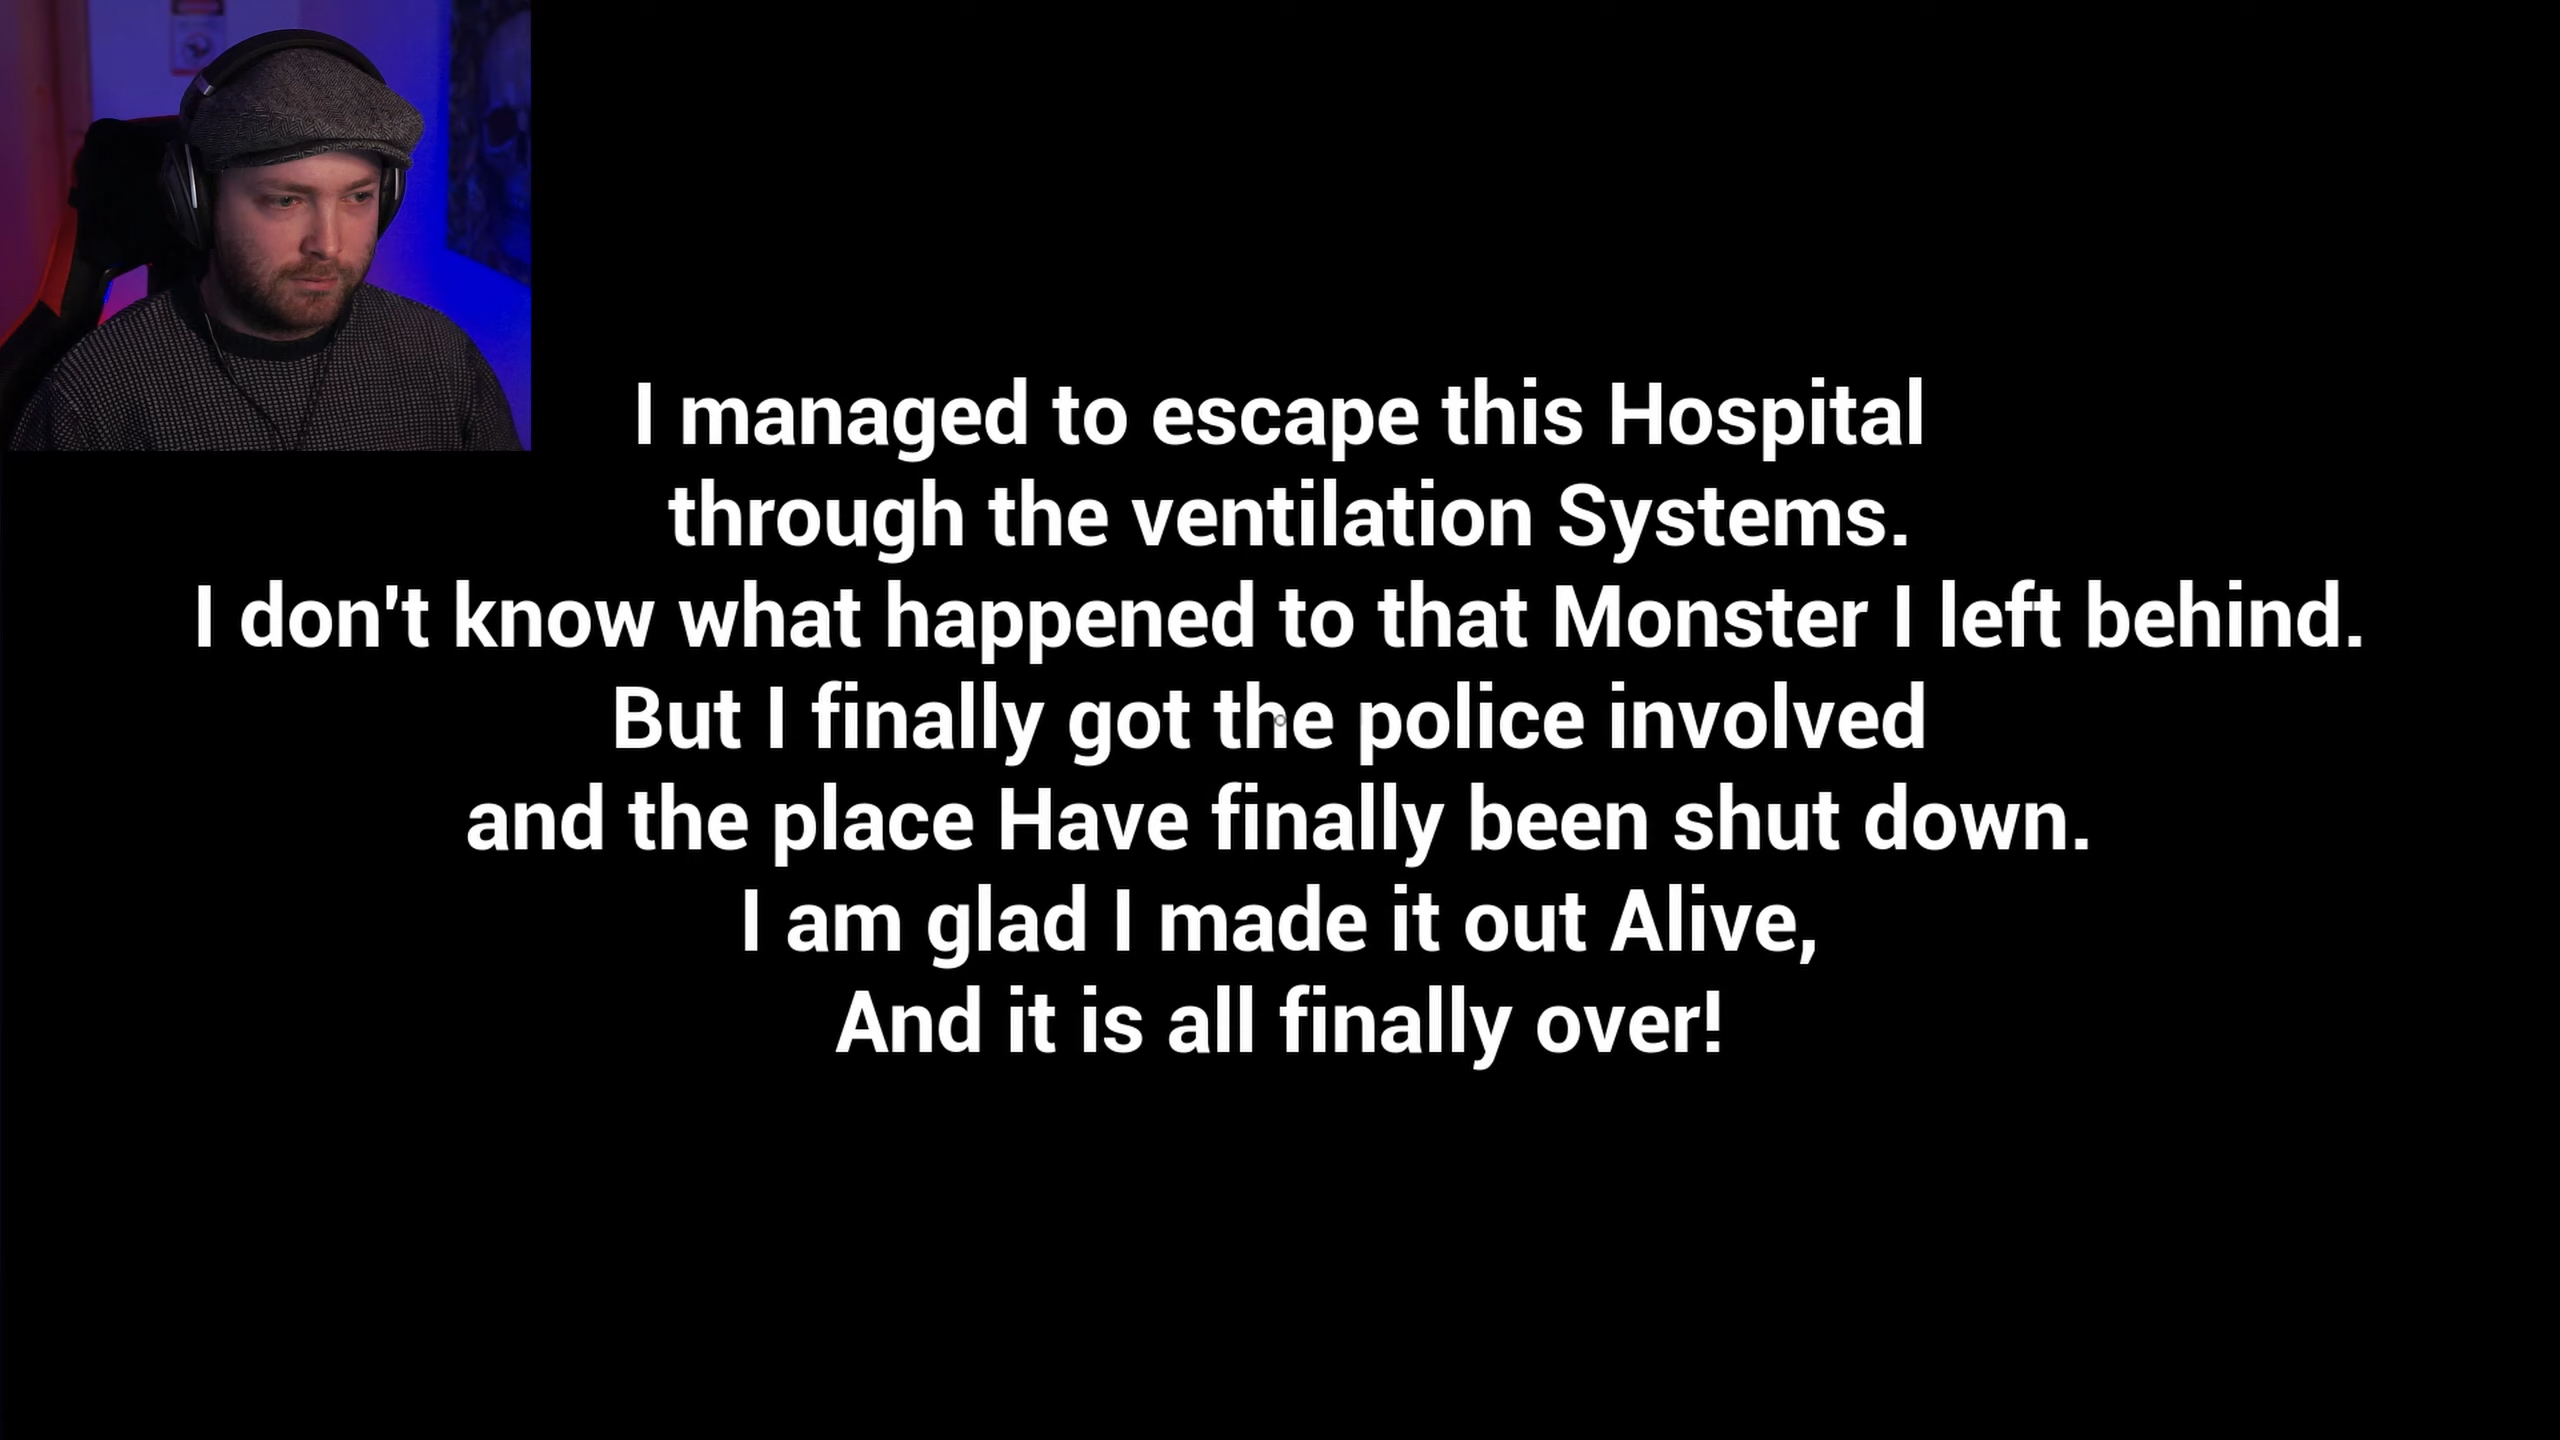 I managed to escape this Hospital
through the ventilation Systems.
I don't know what happened to that Monster I left behind.
But I finally got the police involved
and the place Have finally been shut down.
I am glad I made it out Alive,
And it is all finally over!